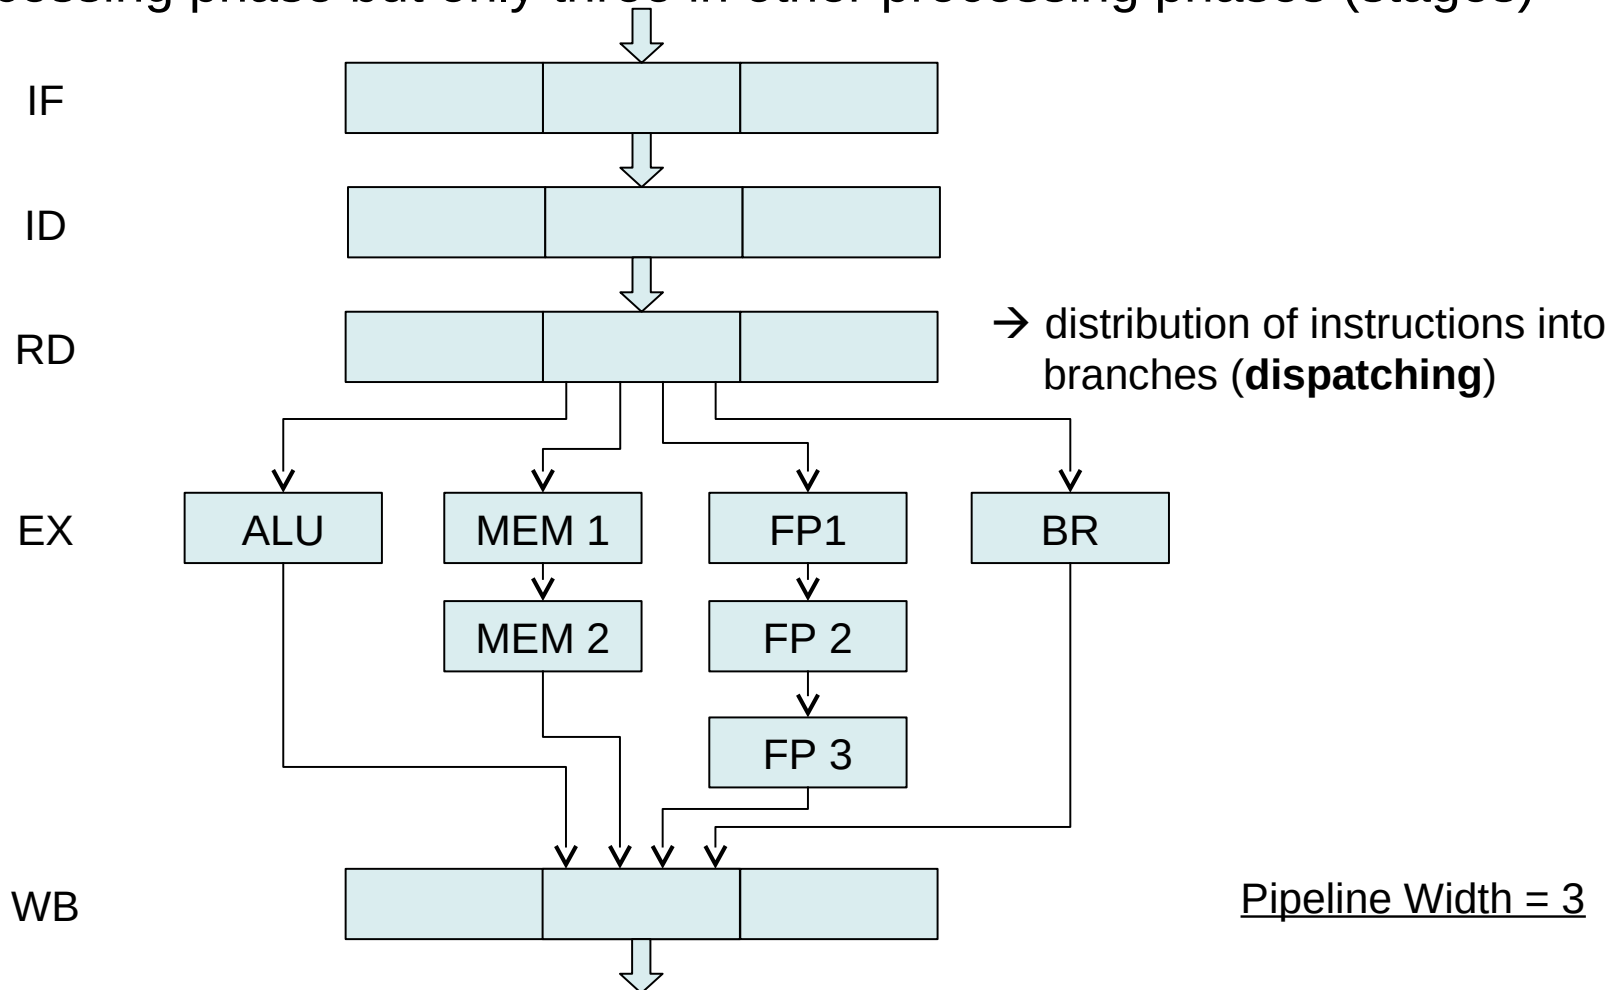 processing phase but only three in other processing phases (stages)
IF
ID
RD
→ distribution of instructions into
branches (dispatching)
EX
ALU
MEM 1
FP1
BR
MEM 2
FP 2
FP 3
WB
Pipeline Width = 3